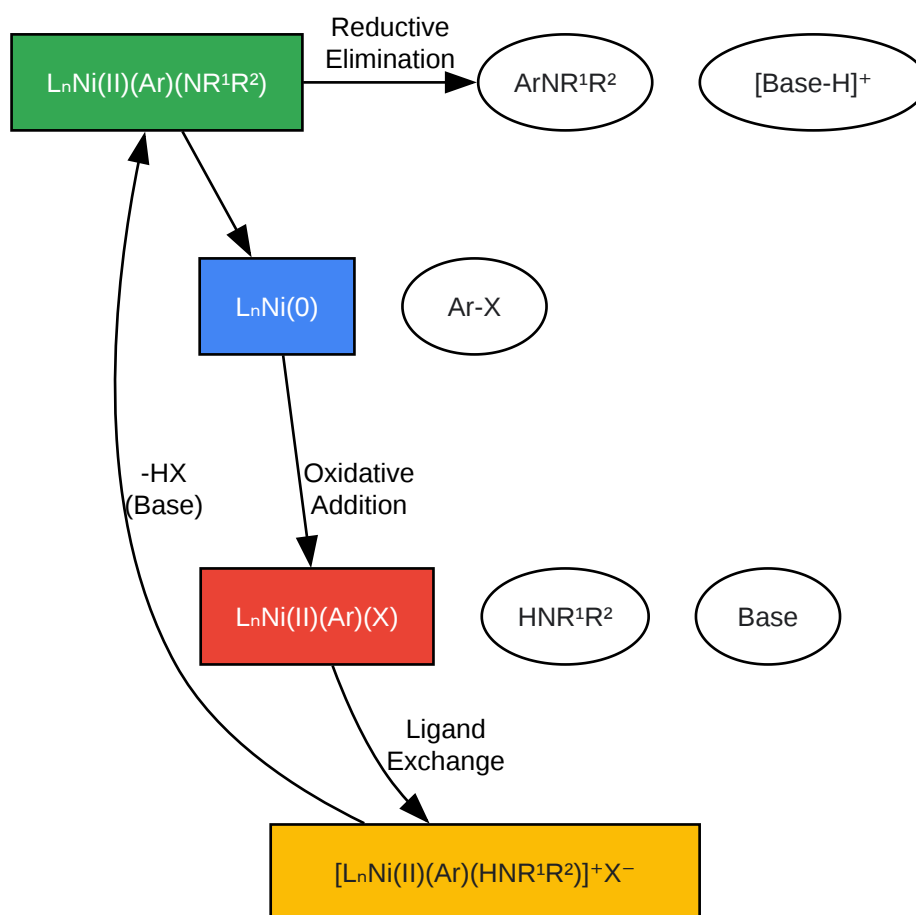 Reductive
Elimination
LₙNi(II)(Ar)(NR¹R²)
ArNR¹R²
[Base-H]⁺
LₙNi(0)
Ar-X
-HX
(Base)
Oxidative
Addition
LₙNi(II)(Ar)(X)
HNR¹R²
Base
Ligand
Exchange
[LₙNi(II)(Ar)(HNR¹R²)]⁺X⁻